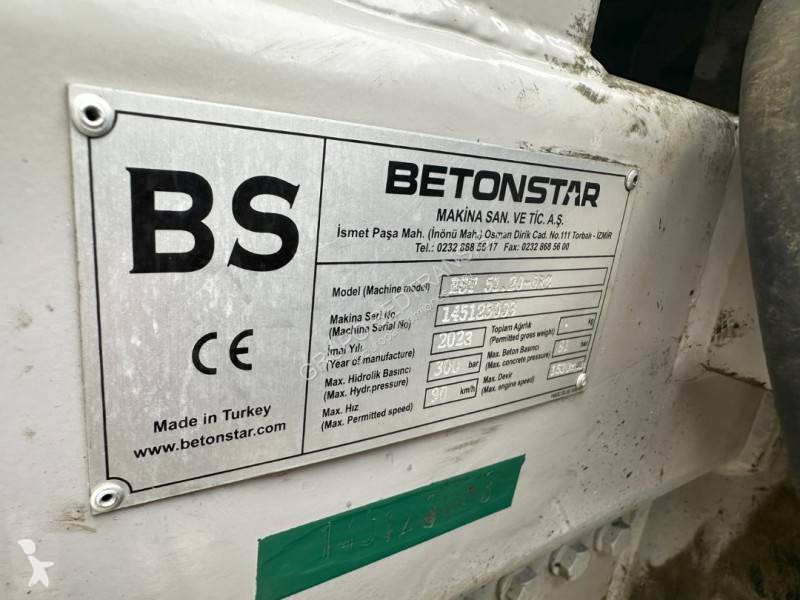 BS
CE
Made in Turkey
www.betonstar.com
BETONSTAR
MAKİNA SAN. VE TİC. A.Ş.
İsmet Paşa Mah. (İnönü Mah.) Osman Dirik Cad. No.111 Torbalı - İZMİR
Tel.: 0232 868 55 17 Fax: 0232 868 56 00
Model (Machine model)
Makina Seri No
(Machine Serial No)
İmal Yılı
(Year of manufacture) 2023
Toplam Ağırlık
(Permitted gross weight) kg
Max. Hidrolik Basıncı
(Max. Hydr.pressure) 300 bar
Max. Beton Basıncı
(Max. concrete pressure) bar
Max. Hız
(Max. Permitted speed) 90 km/h
Max. Devir
(Max. engine speed)